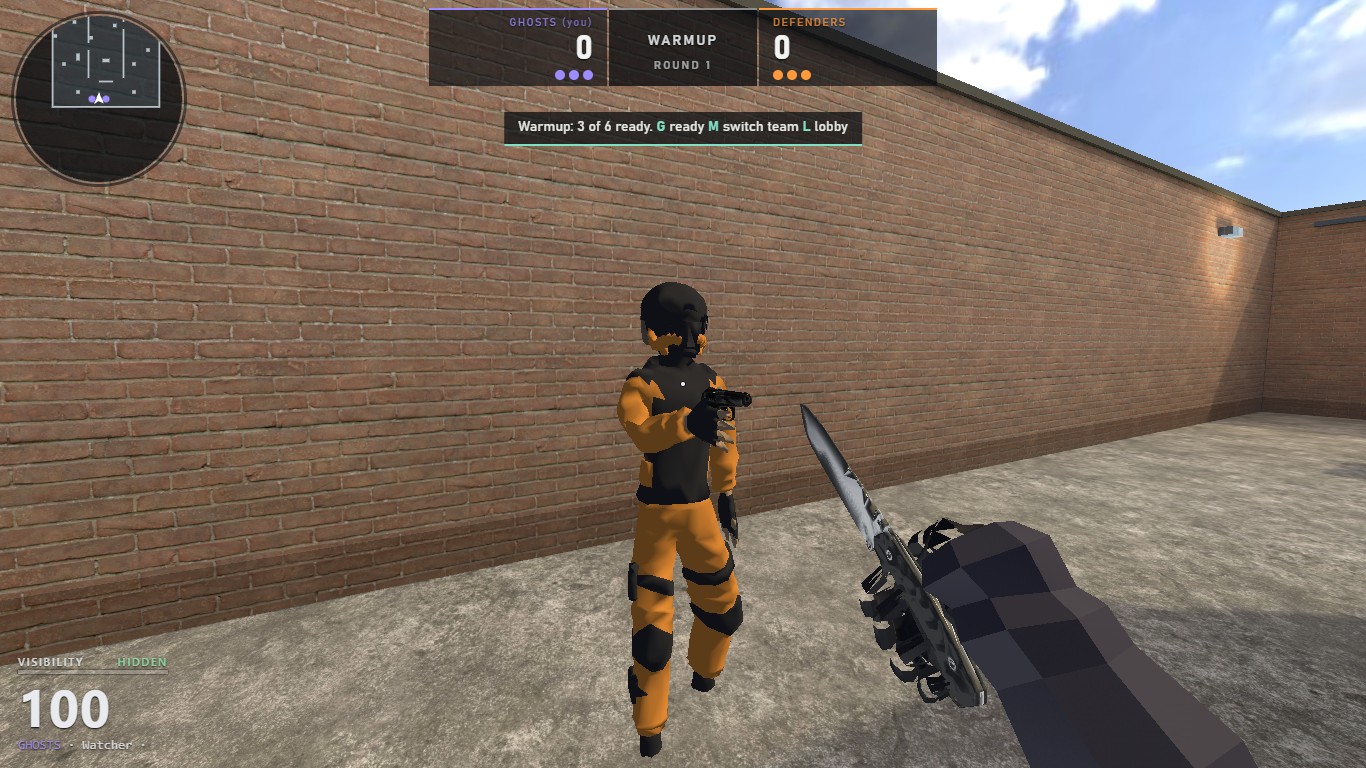 GHOSTS (you)
0
WARMUP
ROUND 1
DEFENDERS
0
Warmup: 3 of 6 ready. G ready M switch team L lobby
VISIBILITY HIDDEN
100
GHOSTS · Watcher ·